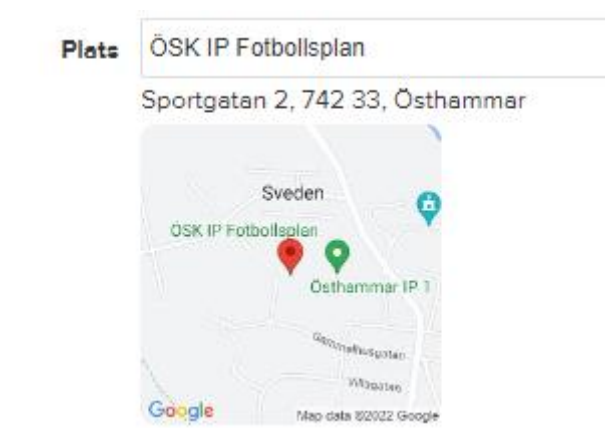 Plats
ÖSK IP Fotbollsplan
Sportgatan 2, 742 33, Östhammar
Sveden
ÖSK IP Fotbollsplan
Östhammar IP 1
Gammelhusgatan
Google
Map data ©2022 Google